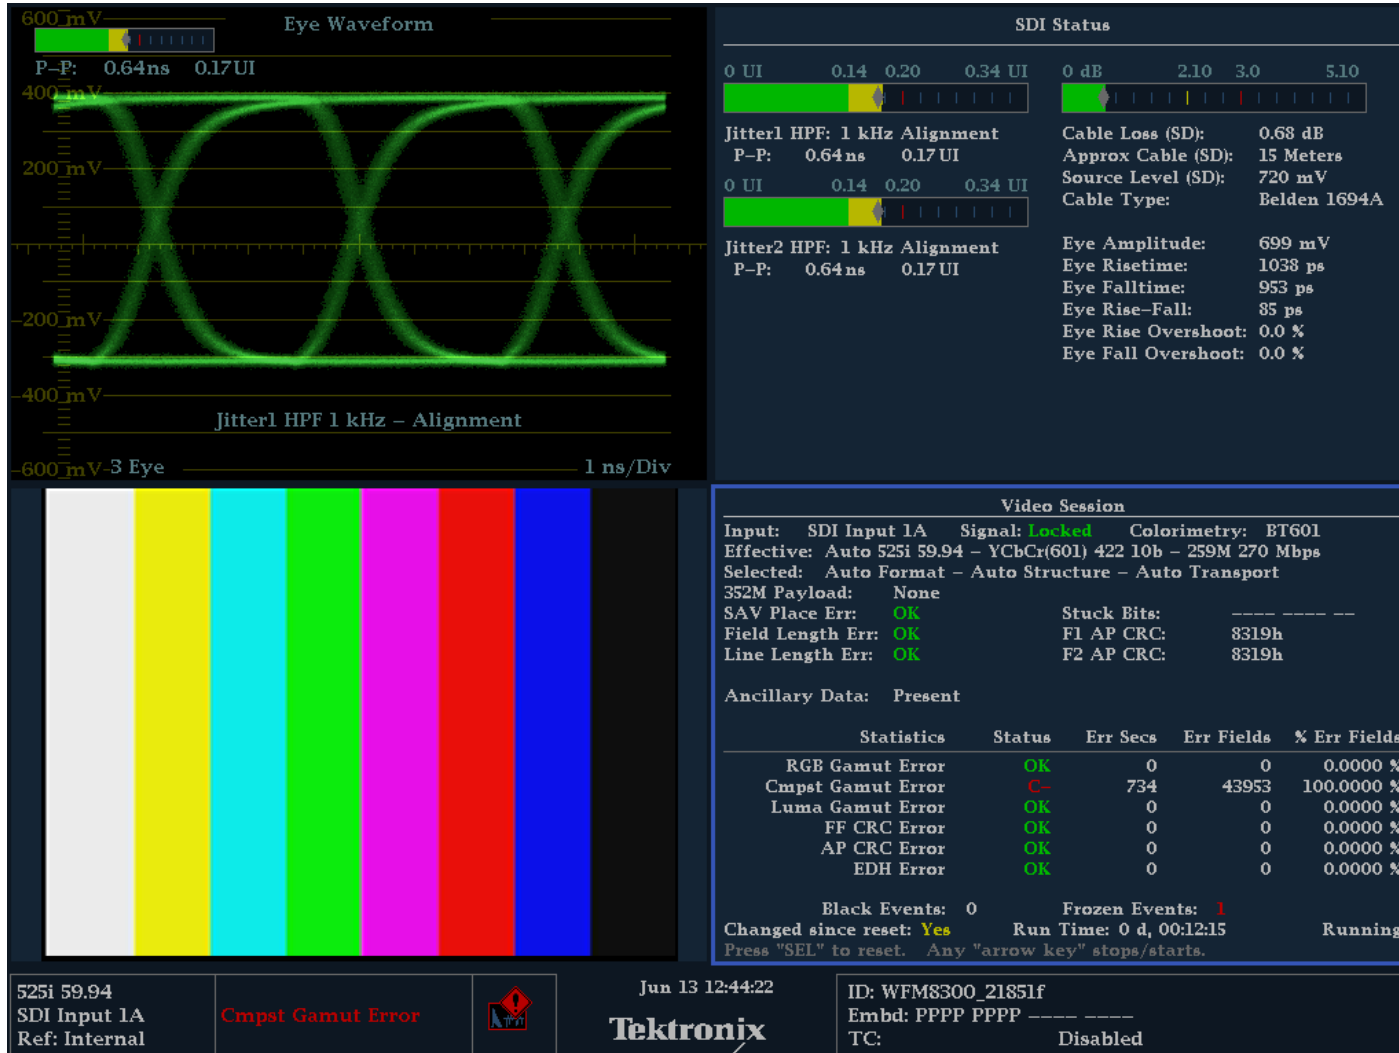 600 mV
Eye Waveform
P-P: 0.64ns 0.17UI
400 mV
200 mV
-200 mV
-400 mV
Jitter1 HPF 1 kHz - Alignment
-600 mV
3 Eye
1 ns/Div
SDI Status
0 UI 0.14 0.20 0.34 UI
Jitter1 HPF: 1 kHz Alignment
P-P: 0.64ns 0.17UI
0 UI 0.14 0.20 0.34 UI
Jitter2 HPF: 1 kHz Alignment
P-P: 0.64ns 0.17UI
0 dB 2.10 3.0 5.10
Cable Loss (SD): 0.68 dB
Approx Cable (SD): 15 Meters
Source Level (SD): 720 mV
Cable Type: Belden 1694A
Eye Amplitude: 699 mV
Eye Risetime: 1038 ps
Eye Falltime: 953 ps
Eye Rise-Fall: 85 ps
Eye Rise Overshoot: 0.0 %
Eye Fall Overshoot: 0.0 %
Video Session
Input: SDI Input 1A Signal: Locked Colorimetry: BT601
Effective: Auto 525i 59.94 - YCbCr(601) 422 10b - 259M 270 Mbps
Selected: Auto Format - Auto Structure - Auto Transport
352M Payload: None
SAV Place Err: OK Stuck Bits: ---- ---- --
Field Length Err: OK F1 AP CRC: 8319h
Line Length Err: OK F2 AP CRC: 8319h
Ancillary Data: Present
Statistics Status Err Secs Err Fields % Err Fields
RGB Gamut Error OK 0 0 0.0000 %
Cmpst Gamut Error C- 734 43953 100.0000 %
Luma Gamut Error OK 0 0 0.0000 %
FF CRC Error OK 0 0 0.0000 %
AP CRC Error OK 0 0 0.0000 %
EDH Error OK 0 0 0.0000 %
Black Events: 0 Frozen Events: 1
Changed since reset: Yes Run Time: 0 d, 00:12:15 Running
Press "SEL" to reset. Any "arrow key" stops/starts.
525i 59.94
SDI Input 1A
Ref: Internal
Cmpst Gamut Error
Jun 13 12:44:22
Tektronix
ID: WFM8300_21851f
Embd: PPPP PPPP ---- ----
TC: Disabled